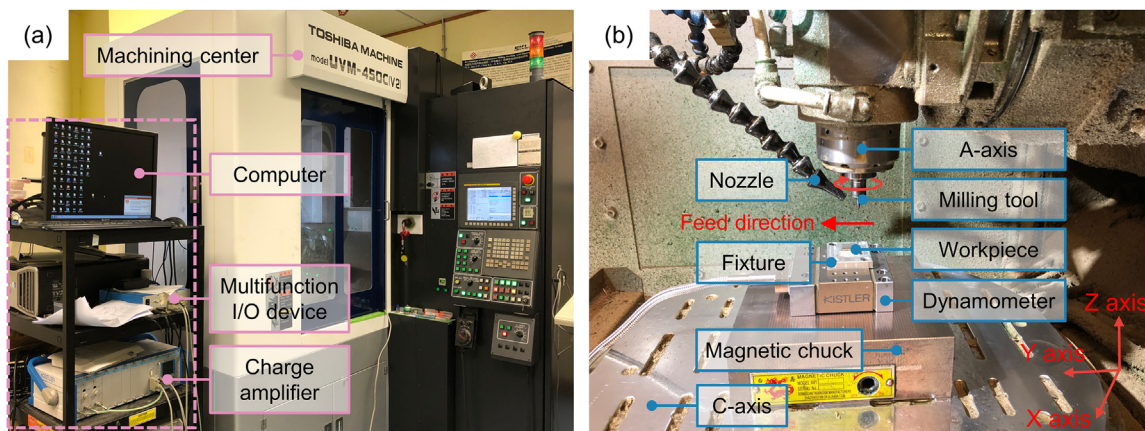 (a)
Machining center
TOSHIBA MACHINE
model UVM-450C(V2)
Computer
Multifunction
I/O device
Charge
amplifier
(b)
A-axis
Nozzle
Milling tool
Feed direction
Workpiece
Fixture
KISTLER
Dynamometer
Z axis
Magnetic chuck
Y axis
MAGNETIC CHUCK
C-axis
X axis